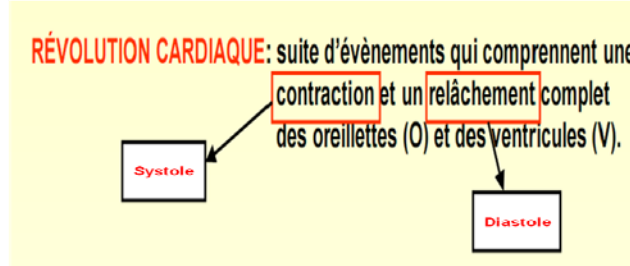 RÉVOLUTION CARDIAQUE: suite d'évènements qui comprennent une
contraction et un relâchement complet
des oreillettes (O) et des ventricules (V).
Systole
Diastole